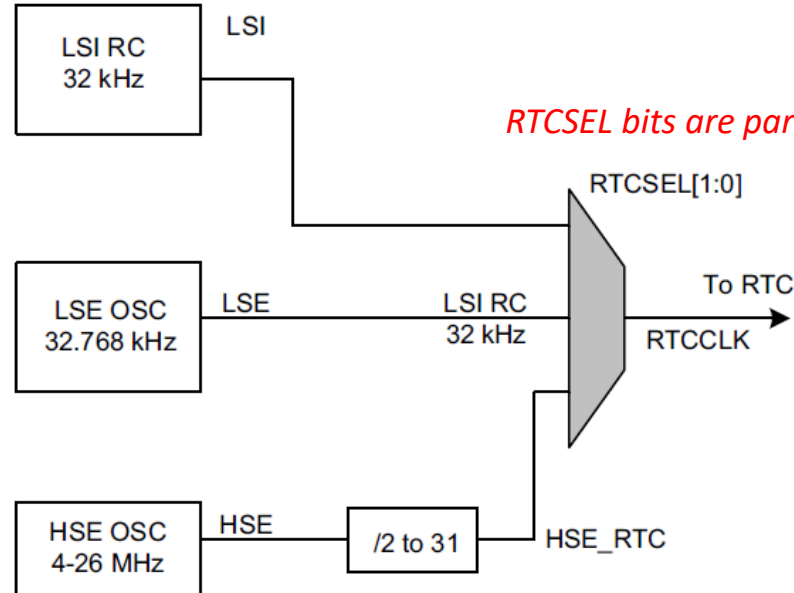 LSI RC
32 kHz
LSI
RTCSEL bits are par
RTCSEL[1:0]
LSE OSC
32.768 kHz
LSE
LSI RC
32 kHz
To RTC
RTCCLK
HSE OSC
4-26 MHz
HSE
/2 to 31
HSE_RTC